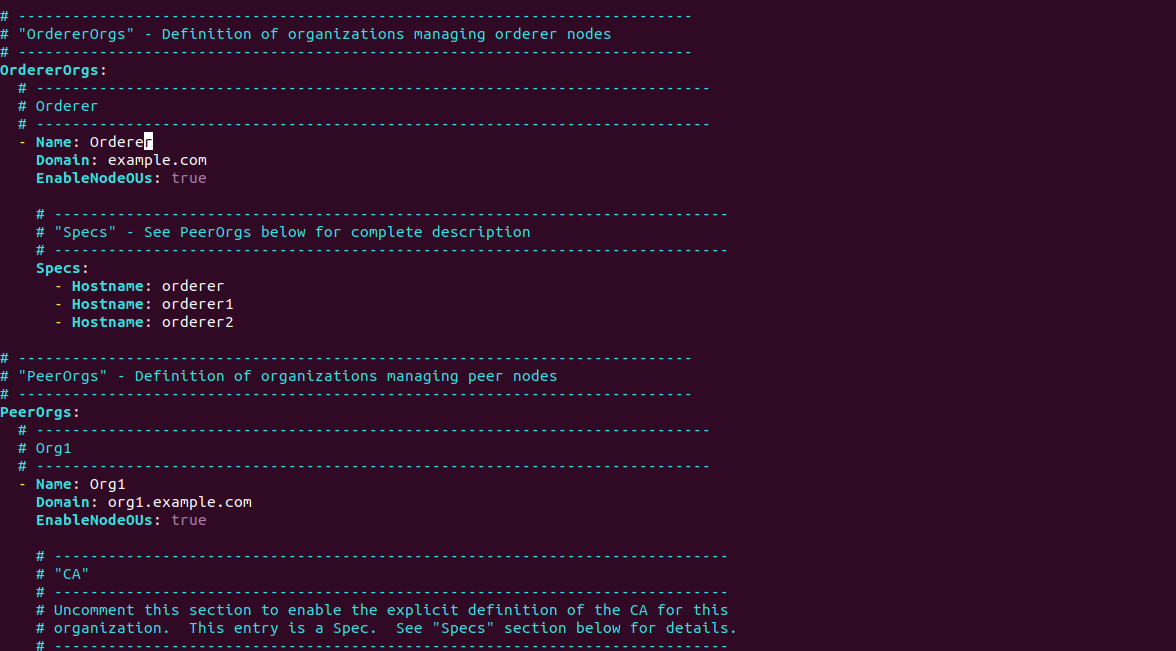 # ---------------------------------------------------------------------------
# "OrdererOrgs" - Definition of organizations managing orderer nodes
# ---------------------------------------------------------------------------
OrdererOrgs:
  # ---------------------------------------------------------------------------
  # Orderer
  # ---------------------------------------------------------------------------
  - Name: Orderer
    Domain: example.com
    EnableNodeOUs: true

    # ---------------------------------------------------------------------------
    # "Specs" - See PeerOrgs below for complete description
    # ---------------------------------------------------------------------------
    Specs:
      - Hostname: orderer
      - Hostname: orderer1
      - Hostname: orderer2

# ---------------------------------------------------------------------------
# "PeerOrgs" - Definition of organizations managing peer nodes
# ---------------------------------------------------------------------------
PeerOrgs:
  # ---------------------------------------------------------------------------
  # Org1
  # ---------------------------------------------------------------------------
  - Name: Org1
    Domain: org1.example.com
    EnableNodeOUs: true

    # ---------------------------------------------------------------------------
    # "CA"
    # ---------------------------------------------------------------------------
    # Uncomment this section to enable the explicit definition of the CA for this
    # organization.  This entry is a Spec.  See "Specs" section below for details.
    # ---------------------------------------------------------------------------